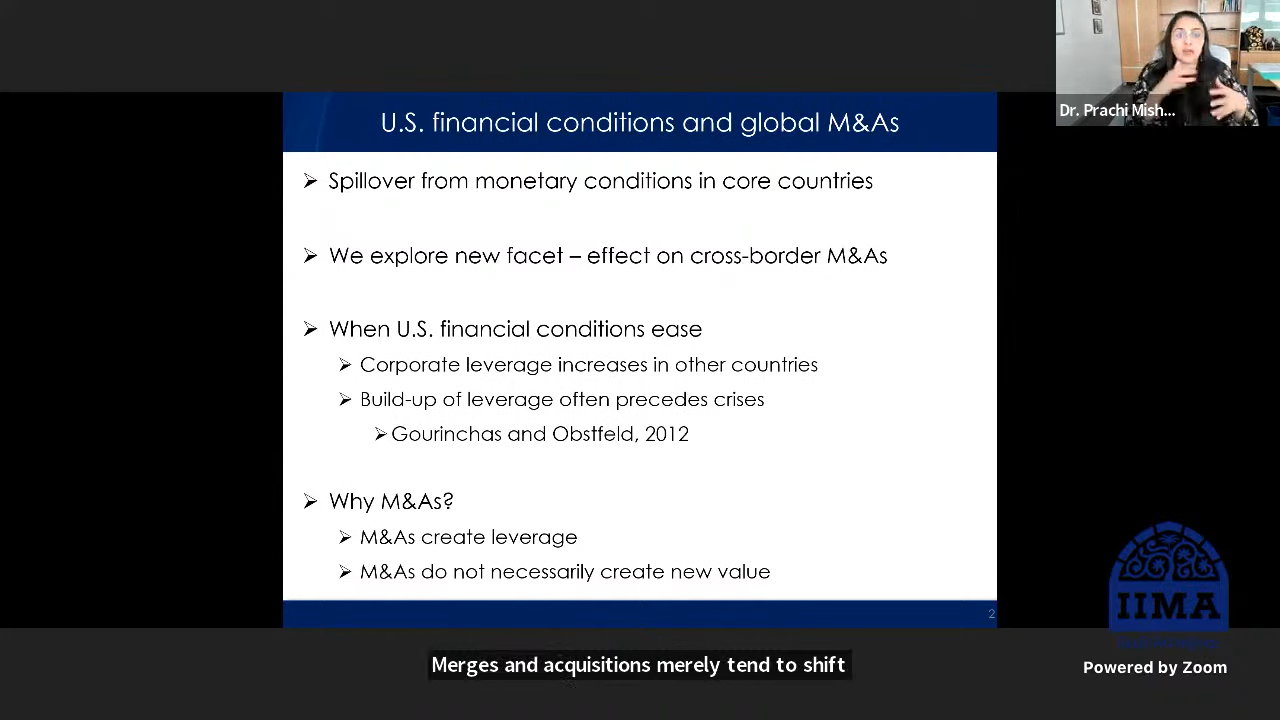 Dr. Prachi Mish...
U.S. financial conditions and global M&As
➢ Spillover from monetary conditions in core countries
➢ We explore new facet – effect on cross-border M&As
➢ When U.S. financial conditions ease
➢ Corporate leverage increases in other countries
➢ Build-up of leverage often precedes crises
➢ Gourinchas and Obstfeld, 2012
➢ Why M&As?
➢ M&As create leverage
➢ M&As do not necessarily create new value
2
IIMA
Powered by Zoom
Merges and acquisitions merely tend to shift